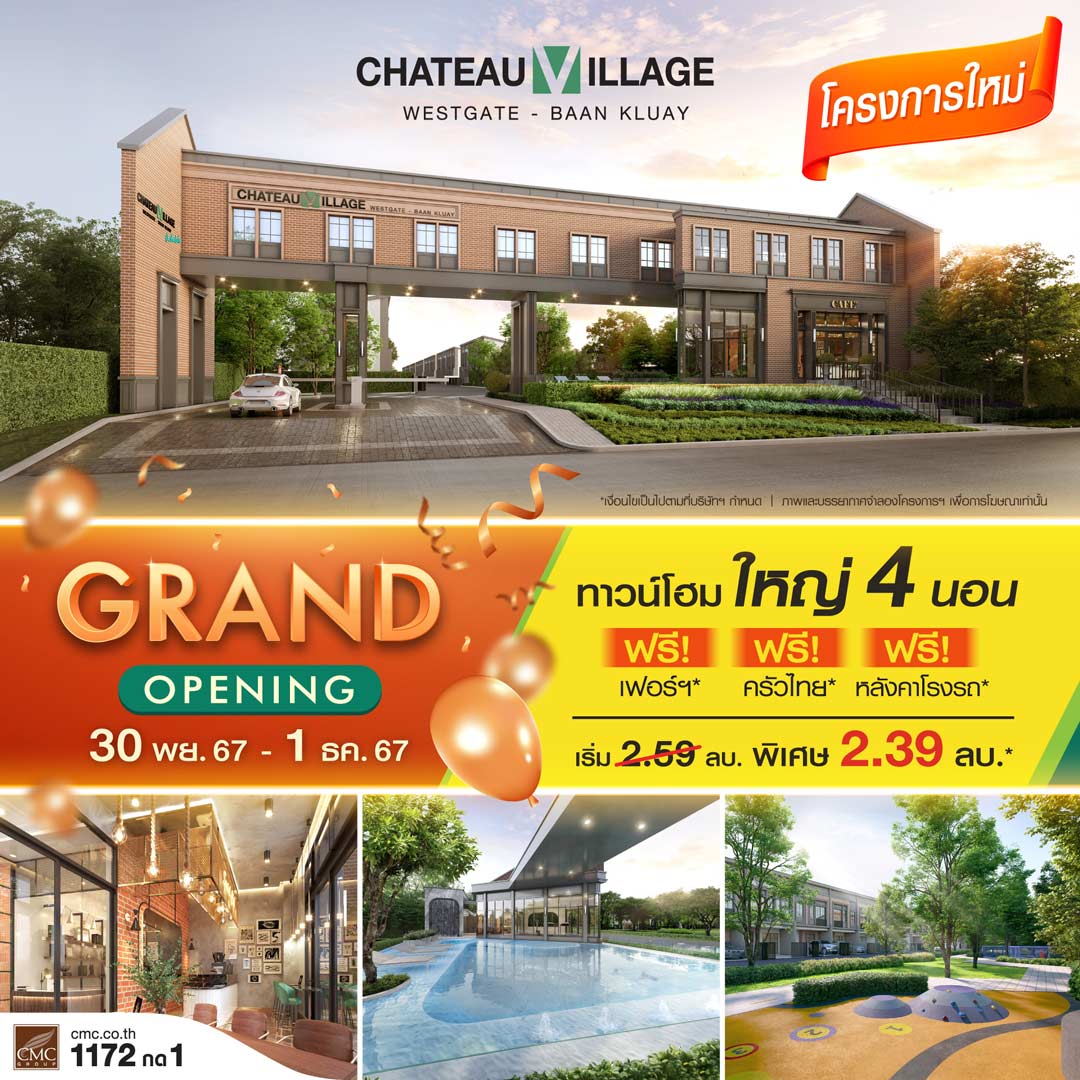 CHATEAU VILLAGE
WESTGATE - BAAN KLUAY
โครงการใหม่
CHATEAU VILLAGE WESTGATE - BAAN KLUAY
CHATEAU VILLAGE
WESTGATE - BAAN KLUAY
CAFE
*เงื่อนไขเป็นไปตามที่บริษัทฯ กำหนด | ภาพและบรรยากาศจำลองโครงการฯ เพื่อการโฆษณาเท่านั้น
GRAND
OPENING
30 พย. 67 - 1 ธค. 67
ทาวน์โฮม ใหญ่ 4 นอน
ฟรี! ฟรี! ฟรี!
เฟอร์ฯ* ครัวไทย* หลังคาโรงรถ*
เริ่ม 2.59 ลบ. พิเศษ 2.39 ลบ.*
CMC
GROUP
cmc.co.th
1172 กด 1